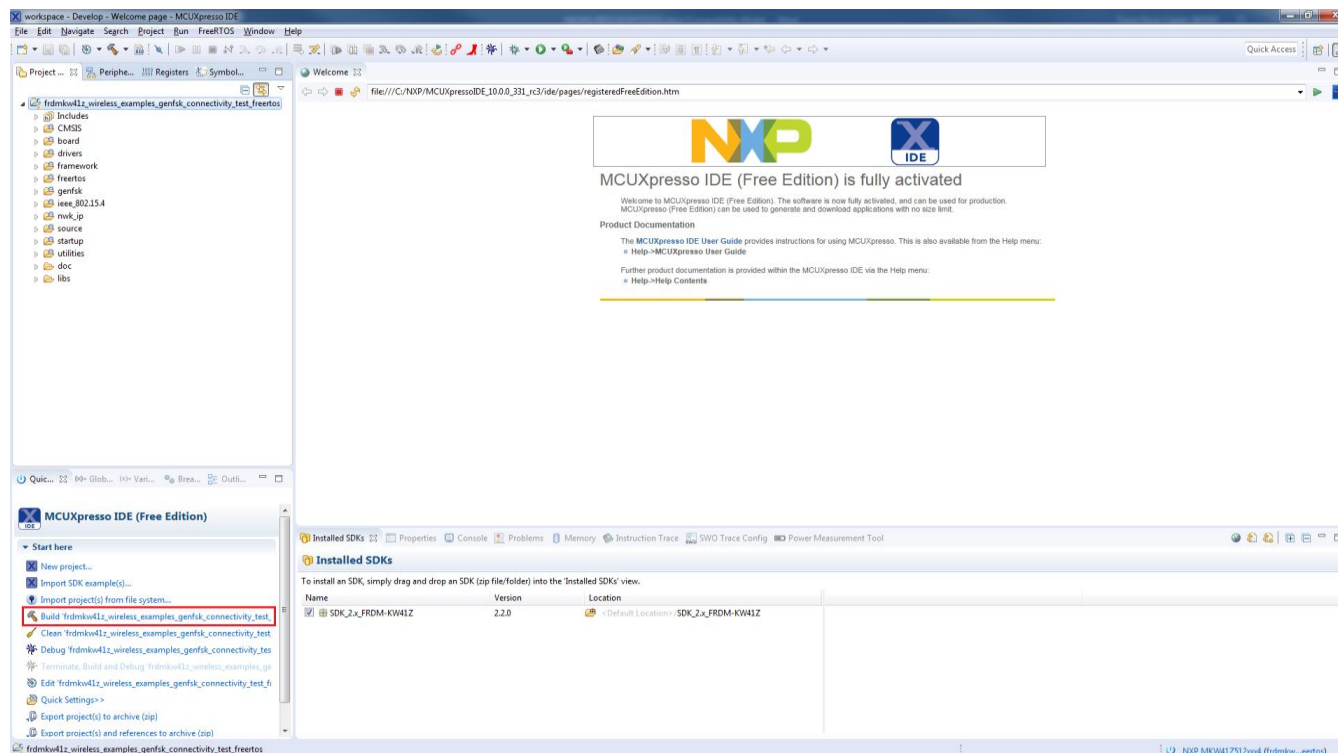 workspace - Develop - Welcome page - MCUXpresso IDE
File Edit Navigate Search Project Run FreeRTOS Window Help
Quick Access
Project ... Periphe... Registers Symbol...
Welcome
file:///C:/NXP/MCUXpressoIDE_10.0.0_331_rc3/ide/pages/registeredFreeEdition.htm
frdmkw41z_wireless_examples_genfsk_connectivity_test_freertos
Includes
CMSIS
board
drivers
framework
freertos
genfsk
ieee_802.15.4
nwk_ip
source
startup
utilities
doc
libs
NXP
X
IDE
MCUXpresso IDE (Free Edition) is fully activated
Welcome to MCUXpresso IDE (Free Edition). The software is now fully activated, and can be used for production.
MCUXpresso (Free Edition) can be used to generate and download applications with no size limit.
Product Documentation
The MCUXpresso IDE User Guide provides instructions for using MCUXpresso. This is also available from the Help menu:
Help->MCUXpresso User Guide
Further product documentation is provided within the MCUXpresso IDE via the Help menu:
Help->Help Contents
Quic... Glob... Vari... Brea... Outli...
MCUXpresso IDE (Free Edition)
IDE
Start here
New project...
Import SDK example(s)...
Import project(s) from file system...
Build 'frdmkw41z_wireless_examples_genfsk_connectivity_test_
Clean 'frdmkw41z_wireless_examples_genfsk_connectivity_test
Debug 'frdmkw41z_wireless_examples_genfsk_connectivity_tes
Terminate, Build and Debug 'frdmkw41z_wireless_examples_ge
Edit 'frdmkw41z_wireless_examples_genfsk_connectivity_test_fr
Quick Settings>>
Export project(s) to archive (zip)
Export project(s) and references to archive (zip)
Installed SDKs Properties Console Problems Memory Instruction Trace SWO Trace Config Power Measurement Tool
Installed SDKs
To install an SDK, simply drag and drop an SDK (zip file/folder) into the 'Installed SDKs' view.
Name Version Location
SDK_2.x_FRDM-KW41Z 2.2.0 <Default Location>/SDK_2.x_FRDM-KW41Z
frdmkw41z_wireless_examples_genfsk_connectivity_test_freertos
NXP MKW41Z512xxx4 (frdmkw...eertos)